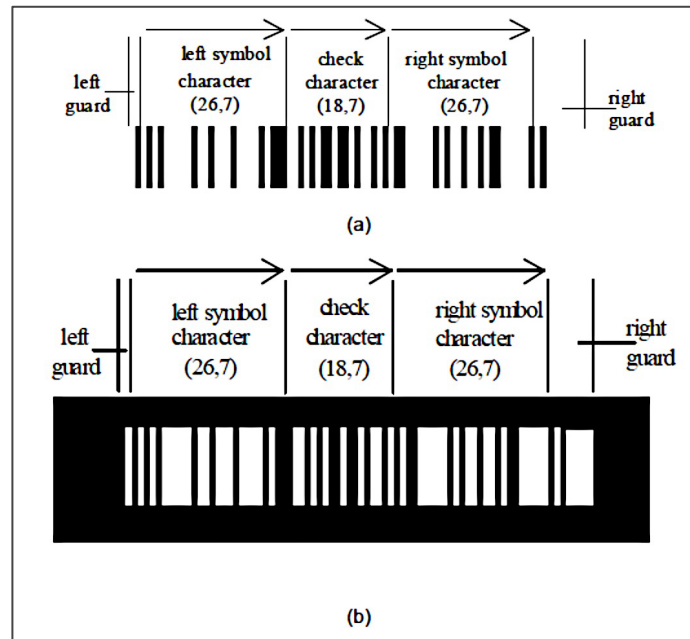 left symbol
character
(26,7)
check
character
(18,7)
right symbol
character
(26,7)
left
guard
right
guard
(a)
left symbol
character
(26,7)
check
character
(18,7)
right symbol
character
(26,7)
left
guard
right
guard
(b)